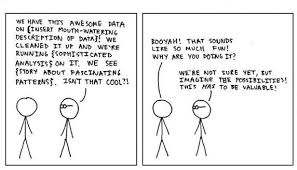 WE HAVE THIS AWESOME DATA
ON {INSERT MOUTH-WATERING
DESCRIPTION OF DATA}! WE
CLEANED IT UP AND WE'RE
RUNNING {SOPHISTICATED
ANALYSIS} ON IT. WE SEE
{STORY ABOUT FASCINATING
PATTERNS}. ISN'T THAT COOL?!
BOOYAH! THAT SOUNDS
LIKE SO MUCH FUN!
WHY ARE YOU DOING IT?
WE'RE NOT SURE YET, BUT
IMAGINE THE POSSIBILITIES!
THIS HAS TO BE VALUABLE!